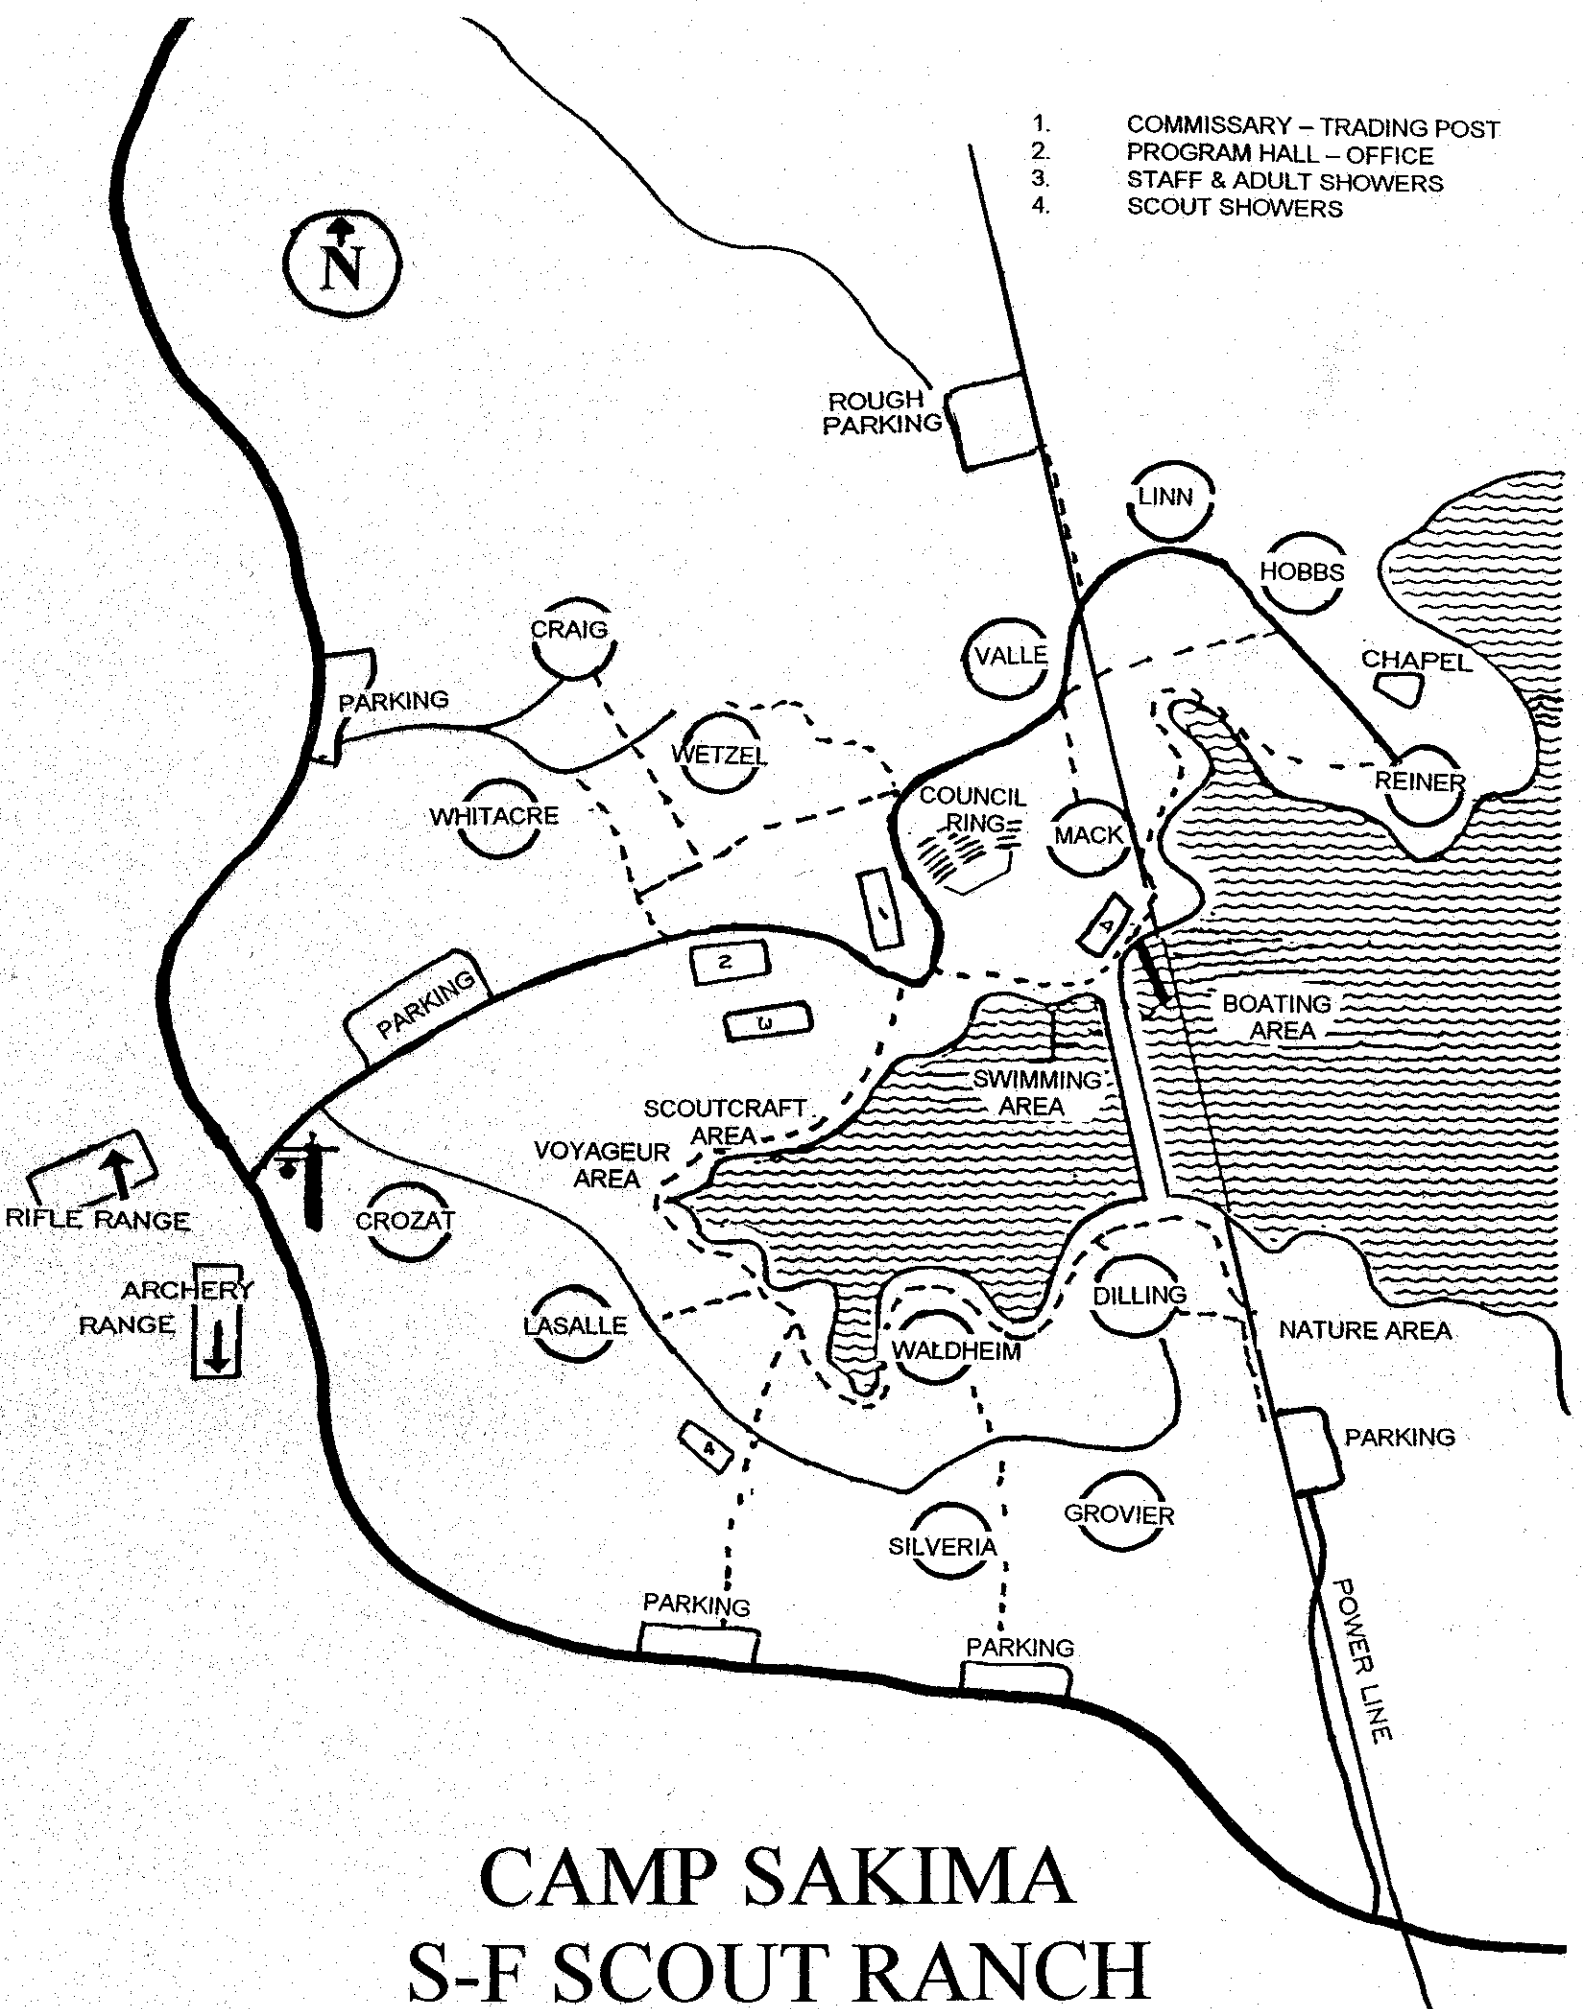 1. COMMISSARY – TRADING POST
2. PROGRAM HALL – OFFICE
3. STAFF & ADULT SHOWERS
4. SCOUT SHOWERS
N
ROUGH
PARKING
LINN
HOBBS
CRAIG
VALLE
CHAPEL
PARKING
WETZEL
REINER
WHITACRE
COUNCIL
RING
MACK
1
4
2
PARKING
3
BOATING
AREA
SWIMMING
AREA
SCOUTCRAFT
AREA
VOYAGEUR
AREA
RIFLE RANGE
CROZAT
ARCHERY
RANGE
LASALLE
DILLING
WALDHEIM
NATURE AREA
4
PARKING
GROVIER
SILVERIA
PARKING
PARKING
POWER LINE
CAMP SAKIMA
S-F SCOUT RANCH